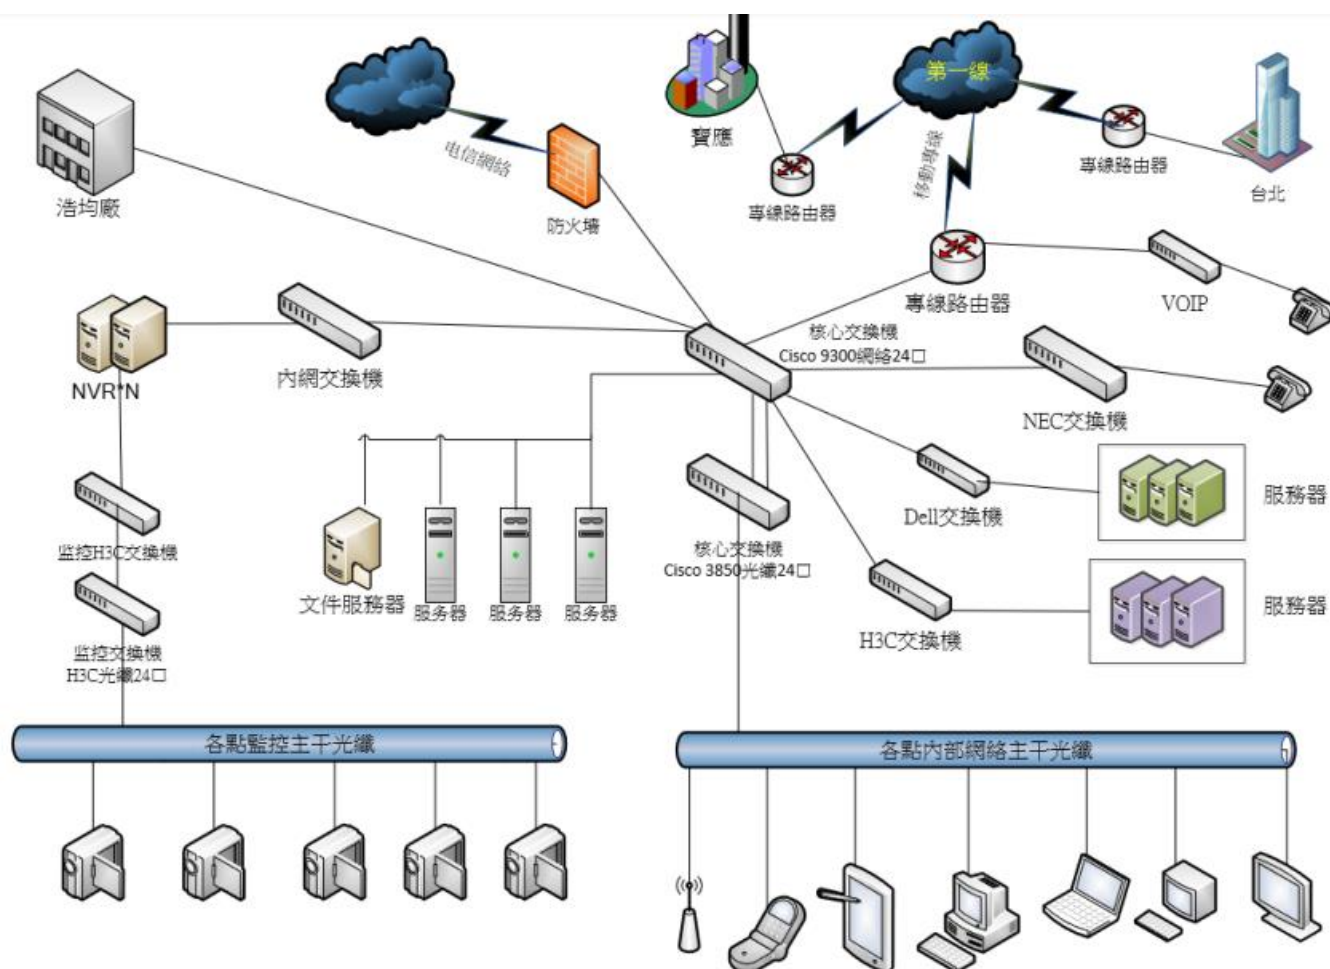 第一線
寶應
电信網絡
移動專線
專線路由器
台北
浩均廠
防火墻
專線路由器
專線路由器
VOIP
核心交換機
Cisco 9300網絡24口
內網交換機
NVR*N
NEC交換機
服務器
Dell交換機
监控H3C交換機
核心交換機
Cisco 3850光纖24口
文件服務器
服务器
服务器
服务器
服務器
H3C交換機
监控交換機
H3C光纖24口
各點監控主干光纖
各點內部網絡主干光纖